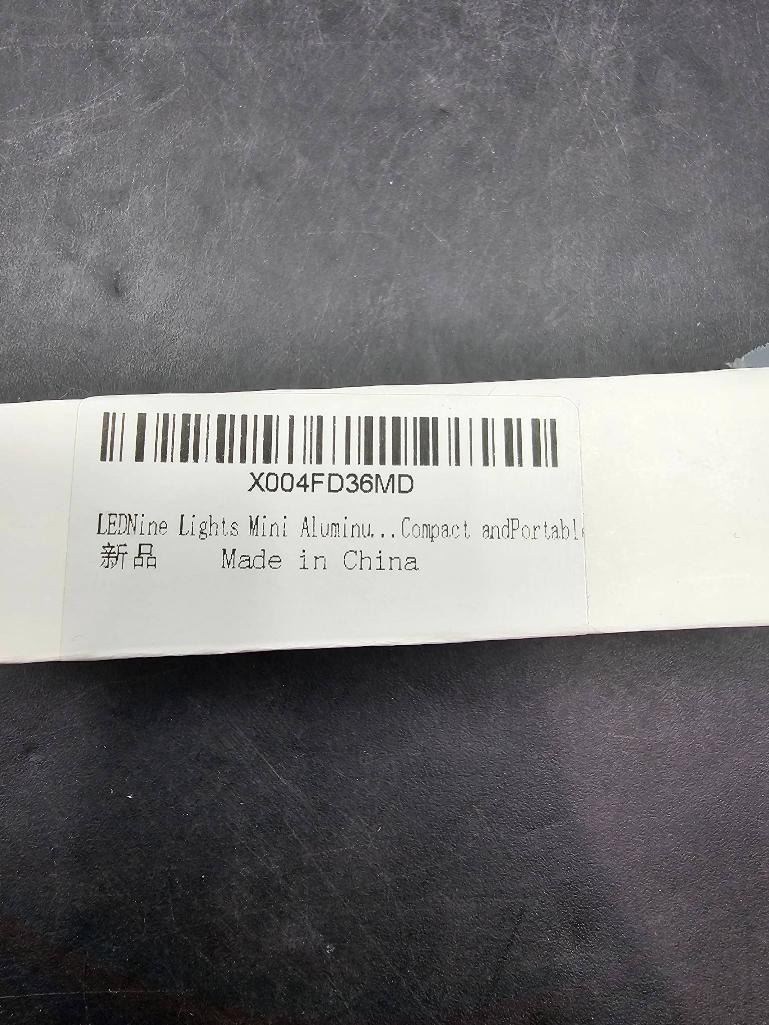 X004FD36MD
LEDNine Lights Mini Aluminu...Compact andPortable
新品 Made in China